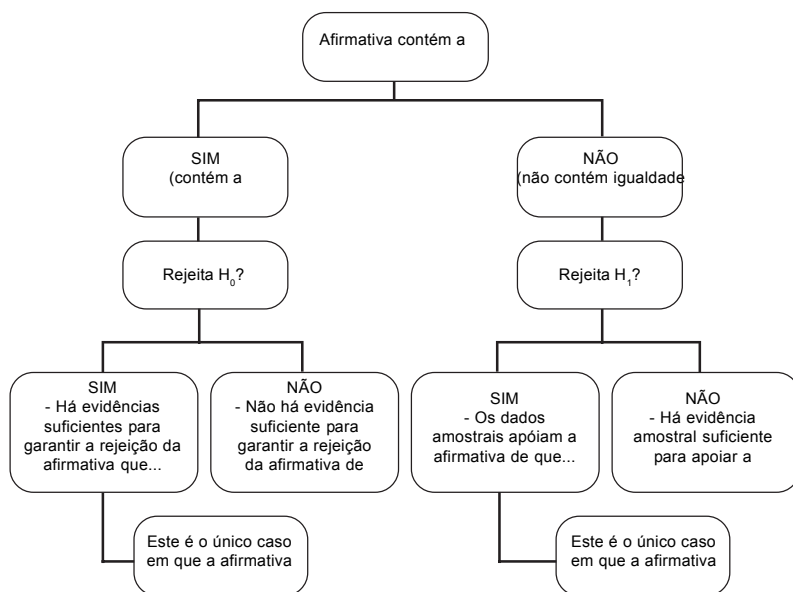 Afirmativa contém a
SIM
(contém a
NÃO
(não contém igualdade
Rejeita H₀?
Rejeita H₁?
SIM
- Há evidências
suficientes para
garantir a rejeição da
afirmativa que...
NÃO
- Não há evidência
suficiente para
garantir a rejeição
da afirmativa de
SIM
- Os dados
amostrais apóiam a
afirmativa de que...
NÃO
- Há evidência
amostral suficiente
para apoiar a
Este é o único caso
em que a afirmativa
Este é o único caso
em que a afirmativa